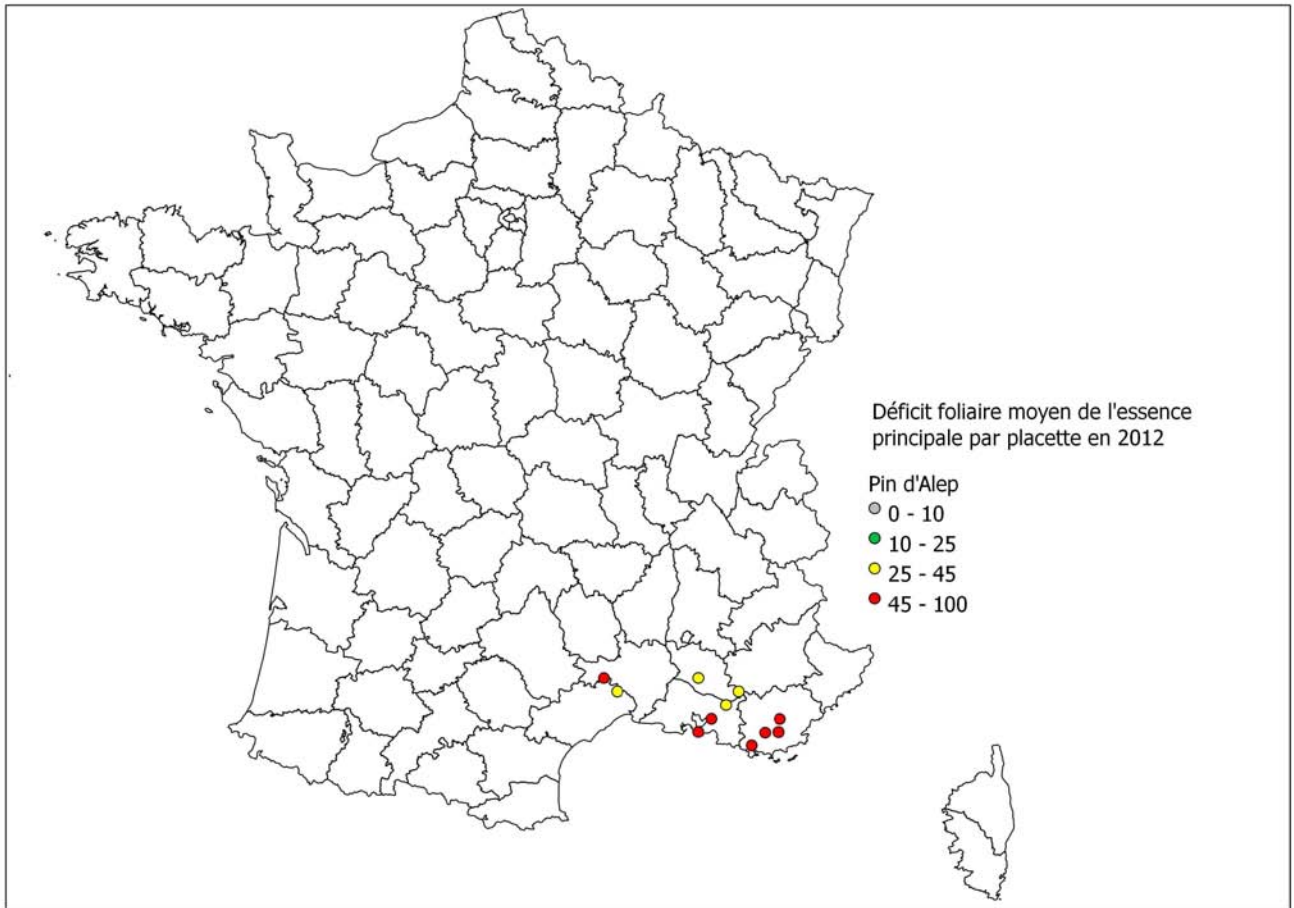 Déficit foliaire moyen de l'essence
principale par placette en 2012
Pin d'Alep
0 - 10
10 - 25
25 - 45
45 - 100